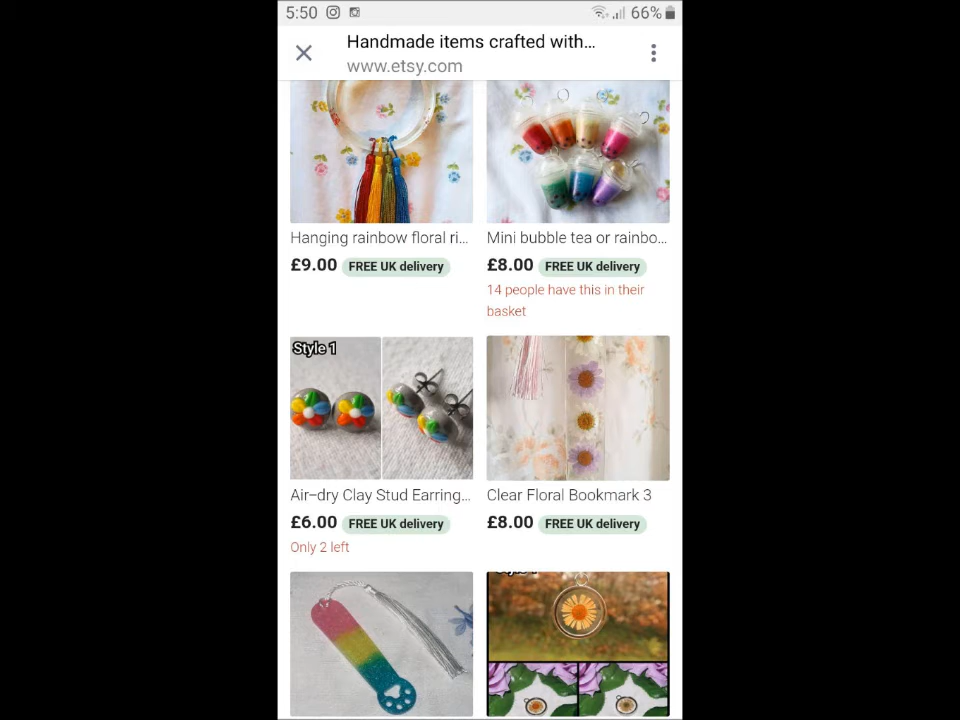 5:50
66%
Handmade items crafted with...
www.etsy.com
Hanging rainbow floral ri...
£9.00 FREE UK delivery
Mini bubble tea or rainbo...
£8.00 FREE UK delivery
14 people have this in their
basket
Style 1
Air-dry Clay Stud Earring...
£6.00 FREE UK delivery
Only 2 left
Clear Floral Bookmark 3
£8.00 FREE UK delivery